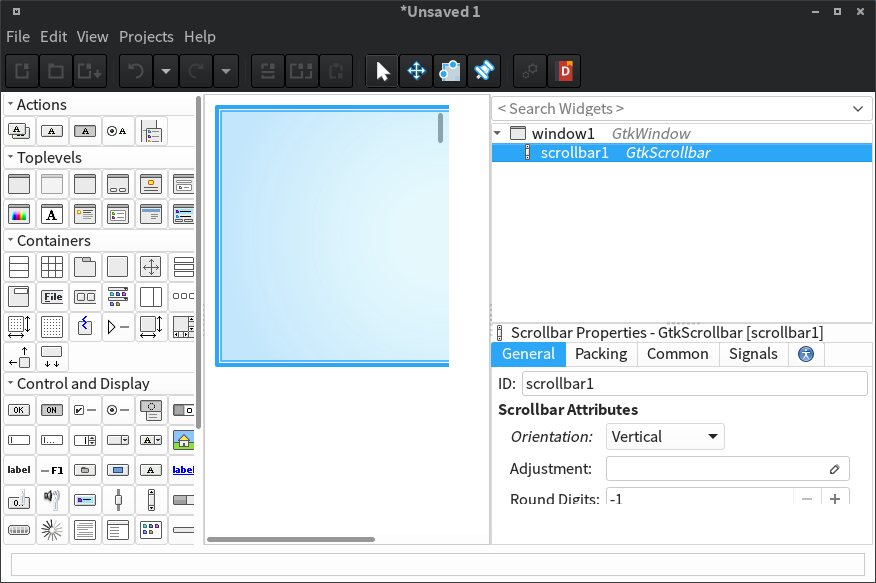 *Unsaved 1
File Edit View Projects Help
D
Actions
A A A
Toplevels
A
Containers
File
Control and Display
OK ON
A
label F1 A label
0..
< Search Widgets >
window1 GtkWindow
scrollbar1 GtkScrollbar
Scrollbar Properties - GtkScrollbar [scrollbar1]
General Packing Common Signals
ID: scrollbar1
Scrollbar Attributes
Orientation: Vertical
Adjustment:
Round Digits: -1